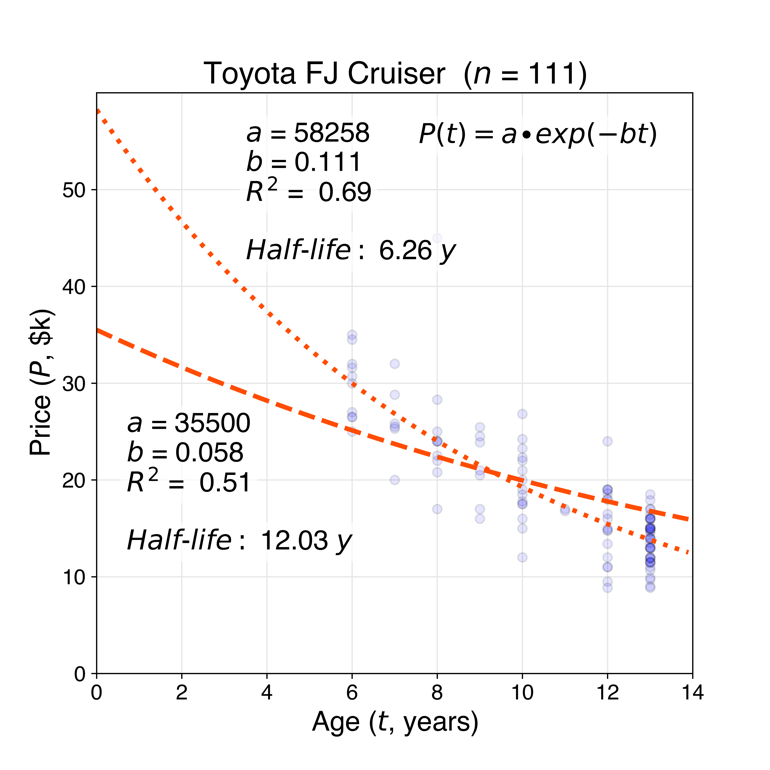 Toyota FJ Cruiser (n = 111)
a = 58258
b = 0.111
R² = 0.69
Half-life : 6.26 y
P(t) = a•exp(−bt)
a = 35500
b = 0.058
R² = 0.51
Half-life : 12.03 y
Price (P, $k)
50
40
30
20
10
0
0 2 4 6 8 10 12 14
Age (t, years)